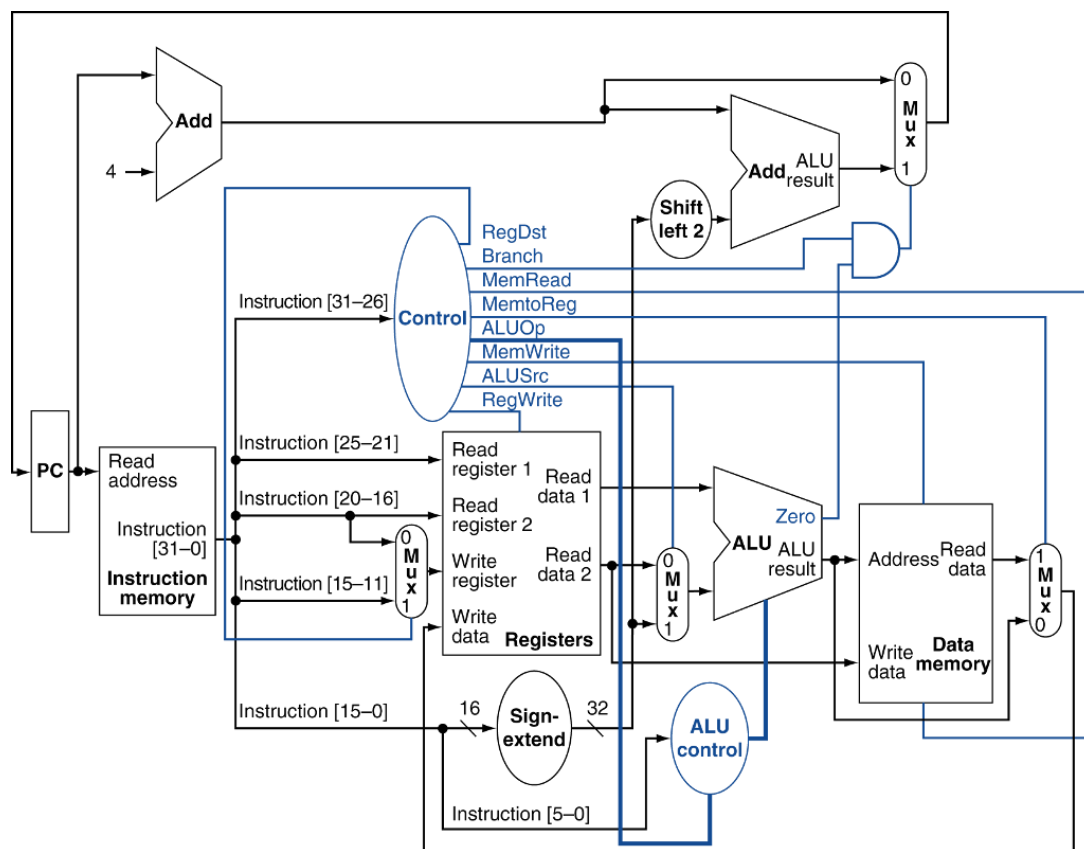 Add
4
0
M
u
x
1
Add
ALU
result
Shift
left 2
RegDst
Branch
MemRead
MemtoReg
ALUOp
MemWrite
ALUSrc
RegWrite
Control
Instruction [31–26]
Instruction [25–21]
Instruction [20–16]
Instruction [15–11]
Instruction [15–0]
Instruction [5–0]
PC
Read
address
Instruction
[31–0]
Instruction
memory
0
M
u
x
1
Read
register 1
Read
register 2
Write
register
Write
data
Read
data 1
Read
data 2
Registers
16
Sign-
extend
32
0
M
u
x
1
Zero
ALU
ALU
result
ALU
control
Address
Read
data
Write
data
Data
memory
1
M
u
x
0